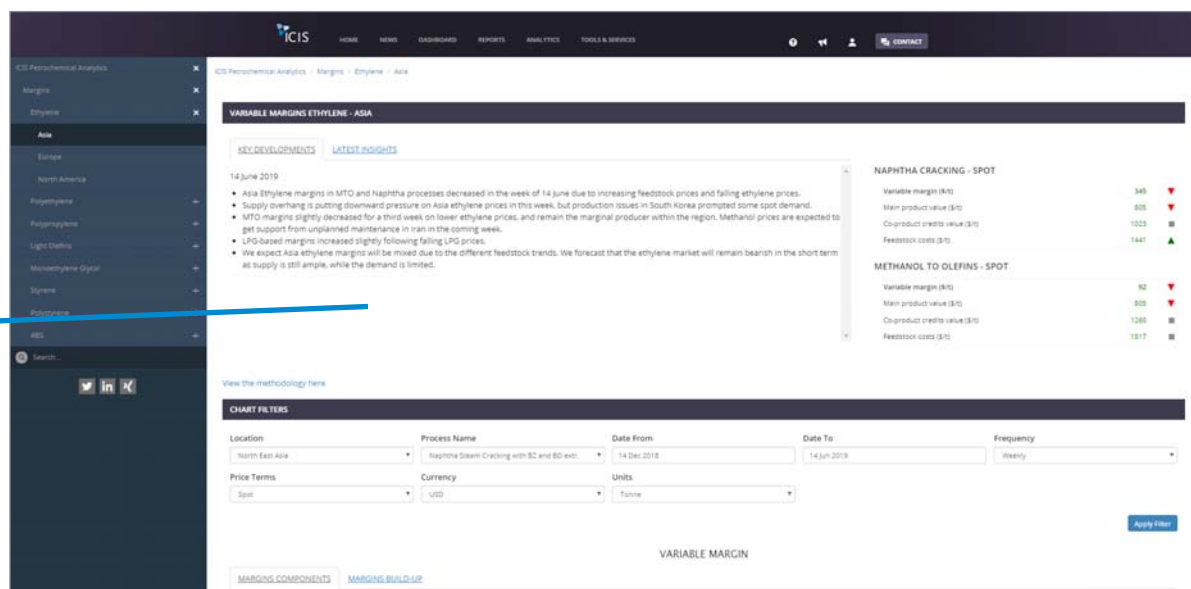 ICIS
HOME NEWS DASHBOARD REPORTS ANALYTICS TOOLS & SERVICES
CONTACT
ICIS Petrochemical Analytics
Margins
Ethylene
Asia
Europe
North America
Polyethylene
Polypropylene
Light Olefins
Monoethylene Glycol
Styrene
Polystyrene
ABS
Search...
ICIS Petrochemical Analytics / Margins / Ethylene / Asia
VARIABLE MARGINS ETHYLENE - ASIA
KEY DEVELOPMENTS LATEST INSIGHTS
14 June 2019
• Asia Ethylene margins in MTO and Naphtha processes decreased in the week of 14 June due to increasing feedstock prices and falling ethylene prices.
• Supply overhang is putting downward pressure on Asia ethylene prices in this week, but production issues in South Korea prompted some spot demand.
• MTO margins slightly decreased for a third week on lower ethylene prices, and remain the marginal producer within the region. Methanol prices are expected to
get support from unplanned maintenance in Iran in the coming week.
• LPG-based margins increased slightly following falling LPG prices.
• We expect Asia ethylene margins will be mixed due to the different feedstock trends. We forecast that the ethylene market will remain bearish in the short term
as supply is still ample, while the demand is limited.
NAPHTHA CRACKING - SPOT
Variable margin ($/t) 345
Main product value ($/t) 805
Co-product credits value ($/t) 1023
Feedstock costs ($/t) 1441
METHANOL TO OLEFINS - SPOT
Variable margin ($/t) 92
Main product value ($/t) 805
Co-product credits value ($/t)
Feedstock costs ($/t) 1817
View the methodology here
CHART FILTERS
Location Process Name Date From Date To Frequency
North East Asia Naphtha Steam Cracking with BZ and BD extr. 14 Dec 2018 14 Jun 2019 Weekly
Price Terms Currency Units
Spot USD Tonne
Apply Filter
VARIABLE MARGIN
MARGINS COMPONENTS MARGINS BUILD-UP